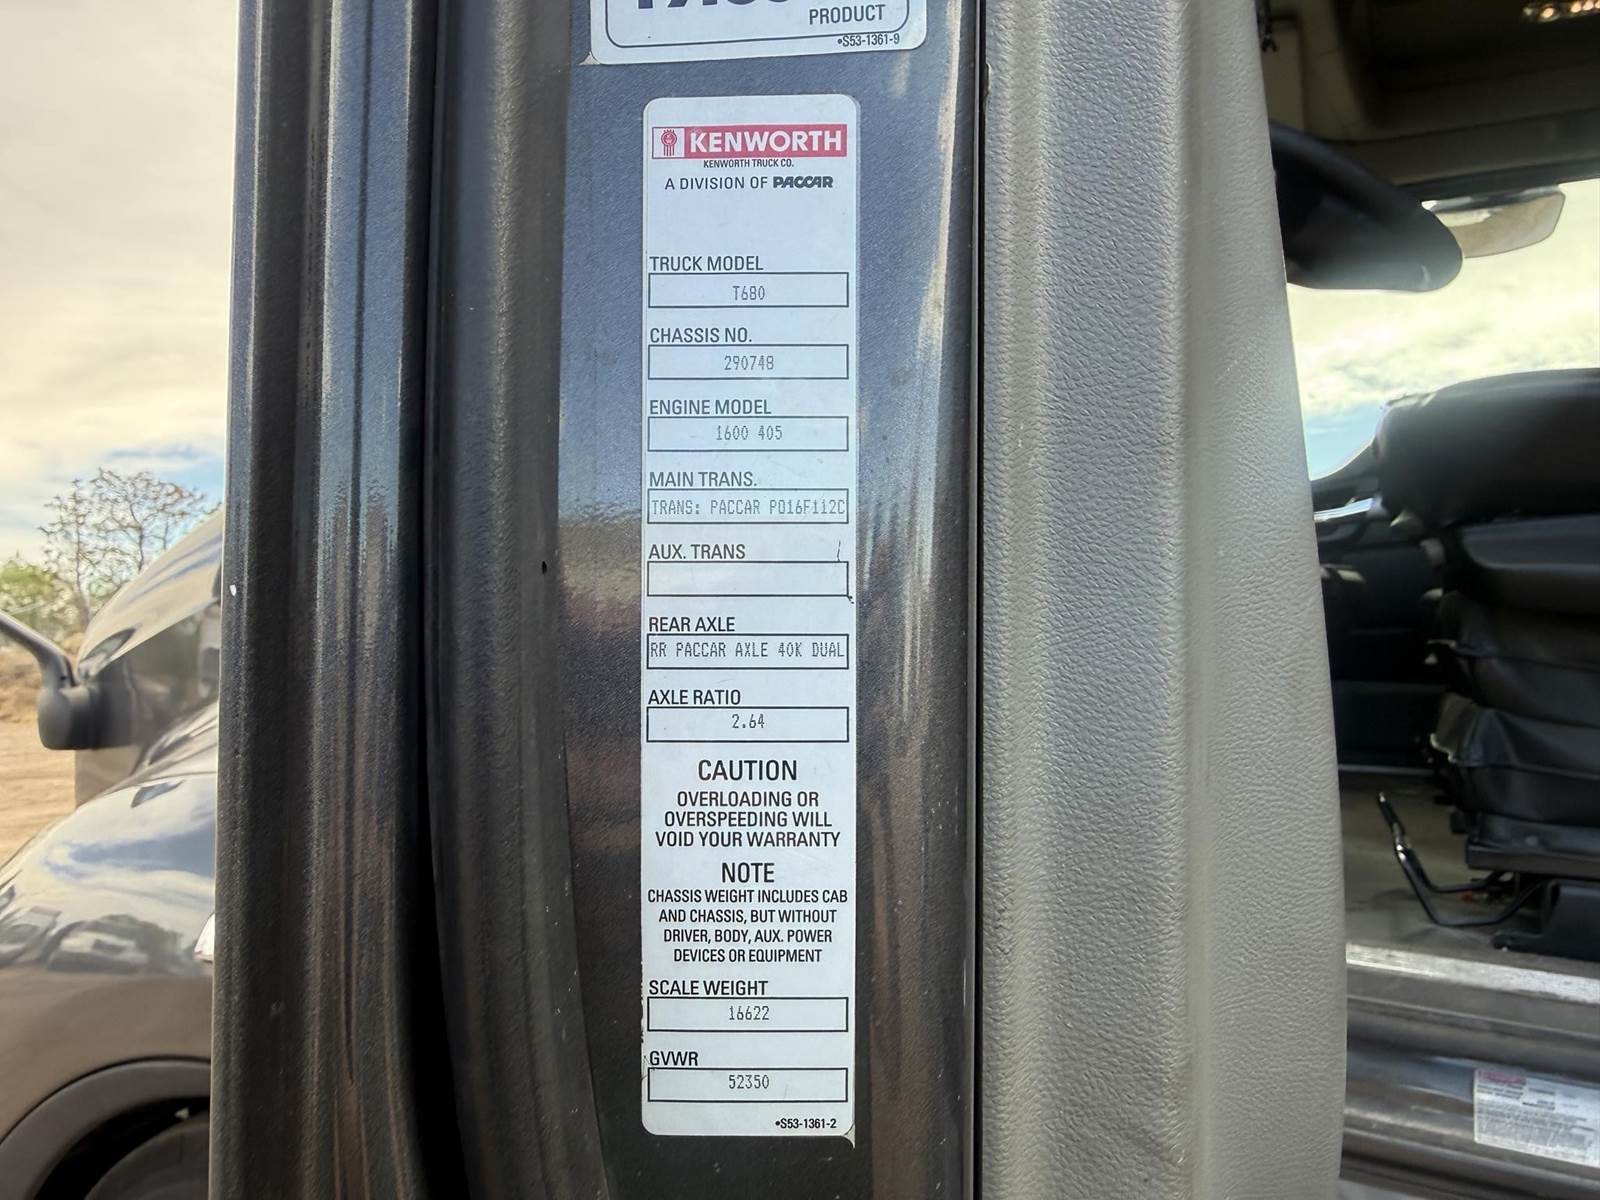 PRODUCT
•S53-1361-9
KENWORTH
KENWORTH TRUCK CO.
A DIVISION OF PACCAR
TRUCK MODEL
T680
CHASSIS NO.
290748
ENGINE MODEL
1600 405
MAIN TRANS.
TRANS: PACCAR PO16F112C
AUX. TRANS
REAR AXLE
RR PACCAR AXLE 40K DUAL
AXLE RATIO
2.64
CAUTION
OVERLOADING OR
OVERSPEEDING WILL
VOID YOUR WARRANTY
NOTE
CHASSIS WEIGHT INCLUDES CAB
AND CHASSIS, BUT WITHOUT
DRIVER, BODY, AUX. POWER
DEVICES OR EQUIPMENT
SCALE WEIGHT
16622
GVWR
52350
•S53-1361-2